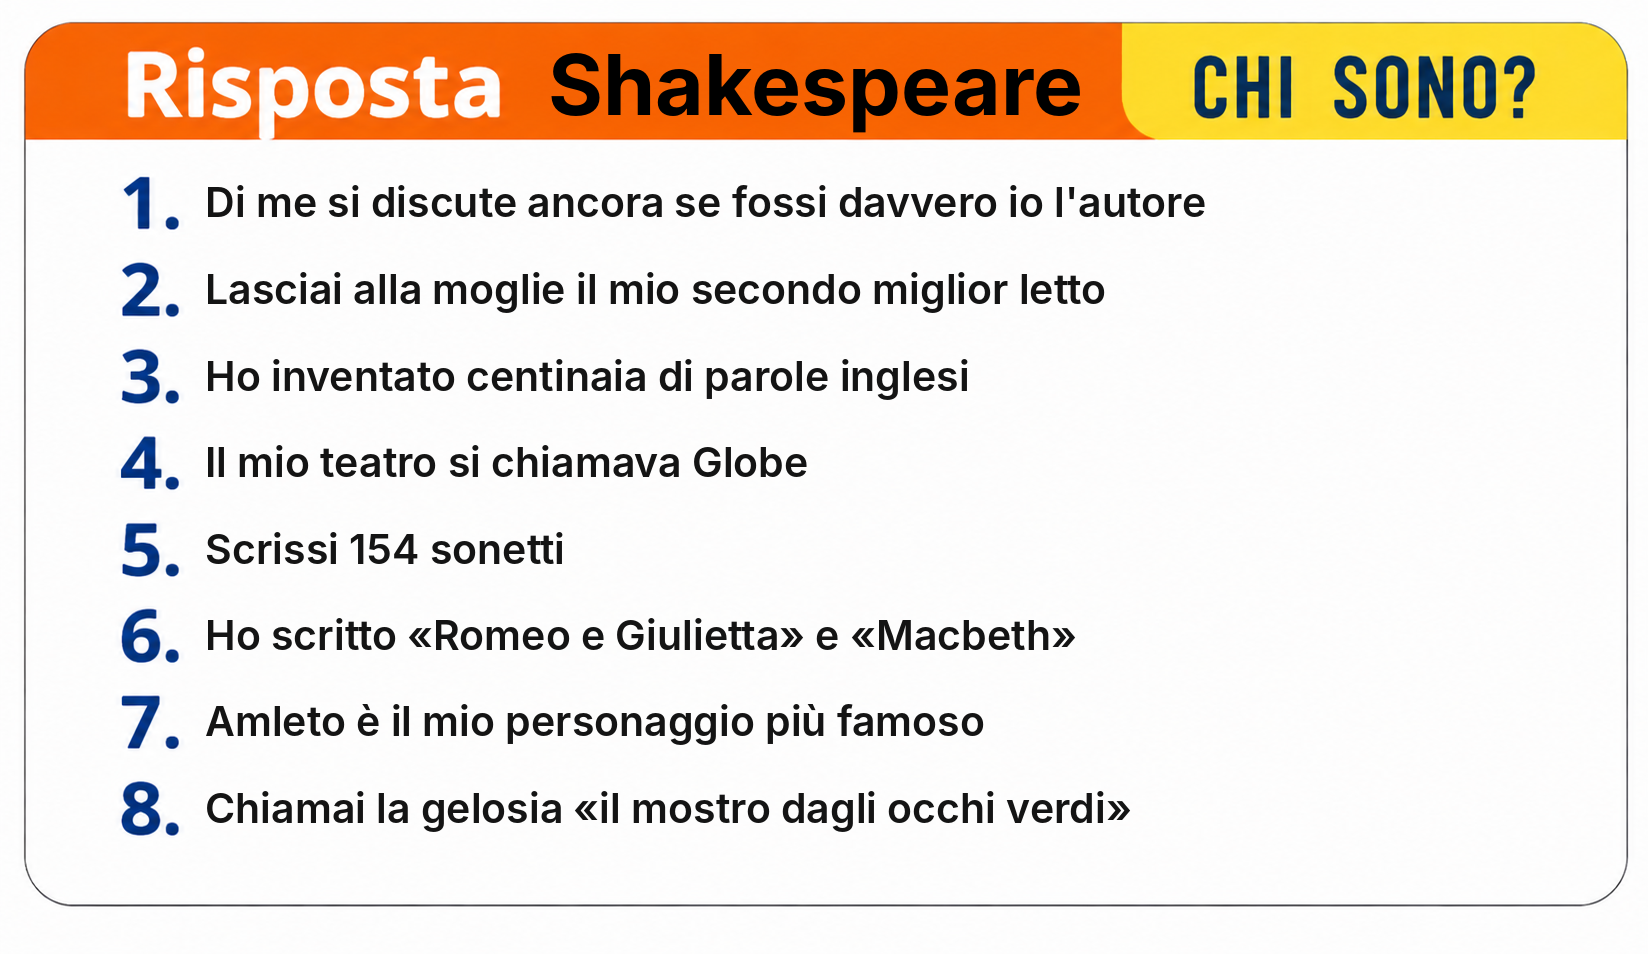 Risposta Shakespeare CHI SONO?
1. Di me si discute ancora se fossi davvero io l'autore
2. Lasciai alla moglie il mio secondo miglior letto
3. Ho inventato centinaia di parole inglesi
4. Il mio teatro si chiamava Globe
5. Scrissi 154 sonetti
6. Ho scritto «Romeo e Giulietta» e «Macbeth»
7. Amleto è il mio personaggio più famoso
8. Chiamai la gelosia «il mostro dagli occhi verdi»